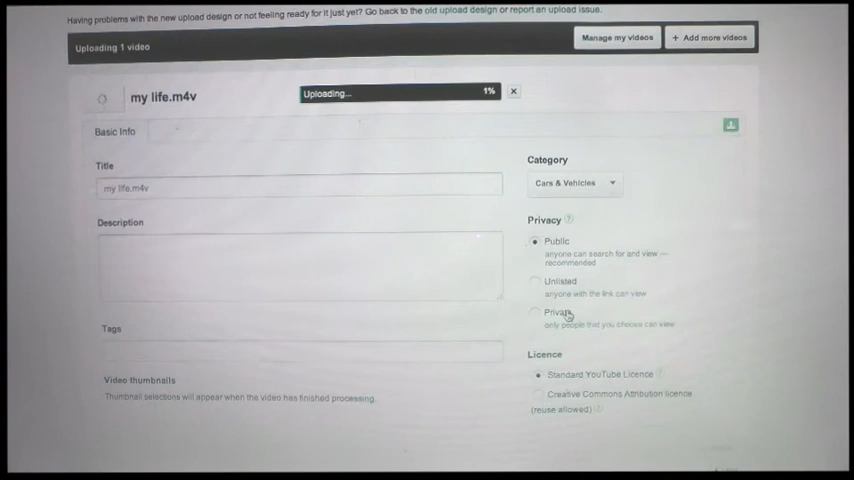 Having problems with the new upload design or not feeling ready for it just yet? Go back to the old upload design or report an upload issue.
Uploading 1 video
Manage my videos
+ Add more videos
my life.m4v
Uploading...
1%
Basic Info
Title
my life.m4v
Description
Tags
Video thumbnails
Thumbnail selections will appear when the video has finished processing.
Category
Cars & Vehicles
Privacy ?
Public
anyone can search for and view —
recommended
Unlisted
anyone with the link can view
Private
only people that you choose can view
Licence
Standard YouTube Licence ?
Creative Commons Attribution licence
(reuse allowed) ?